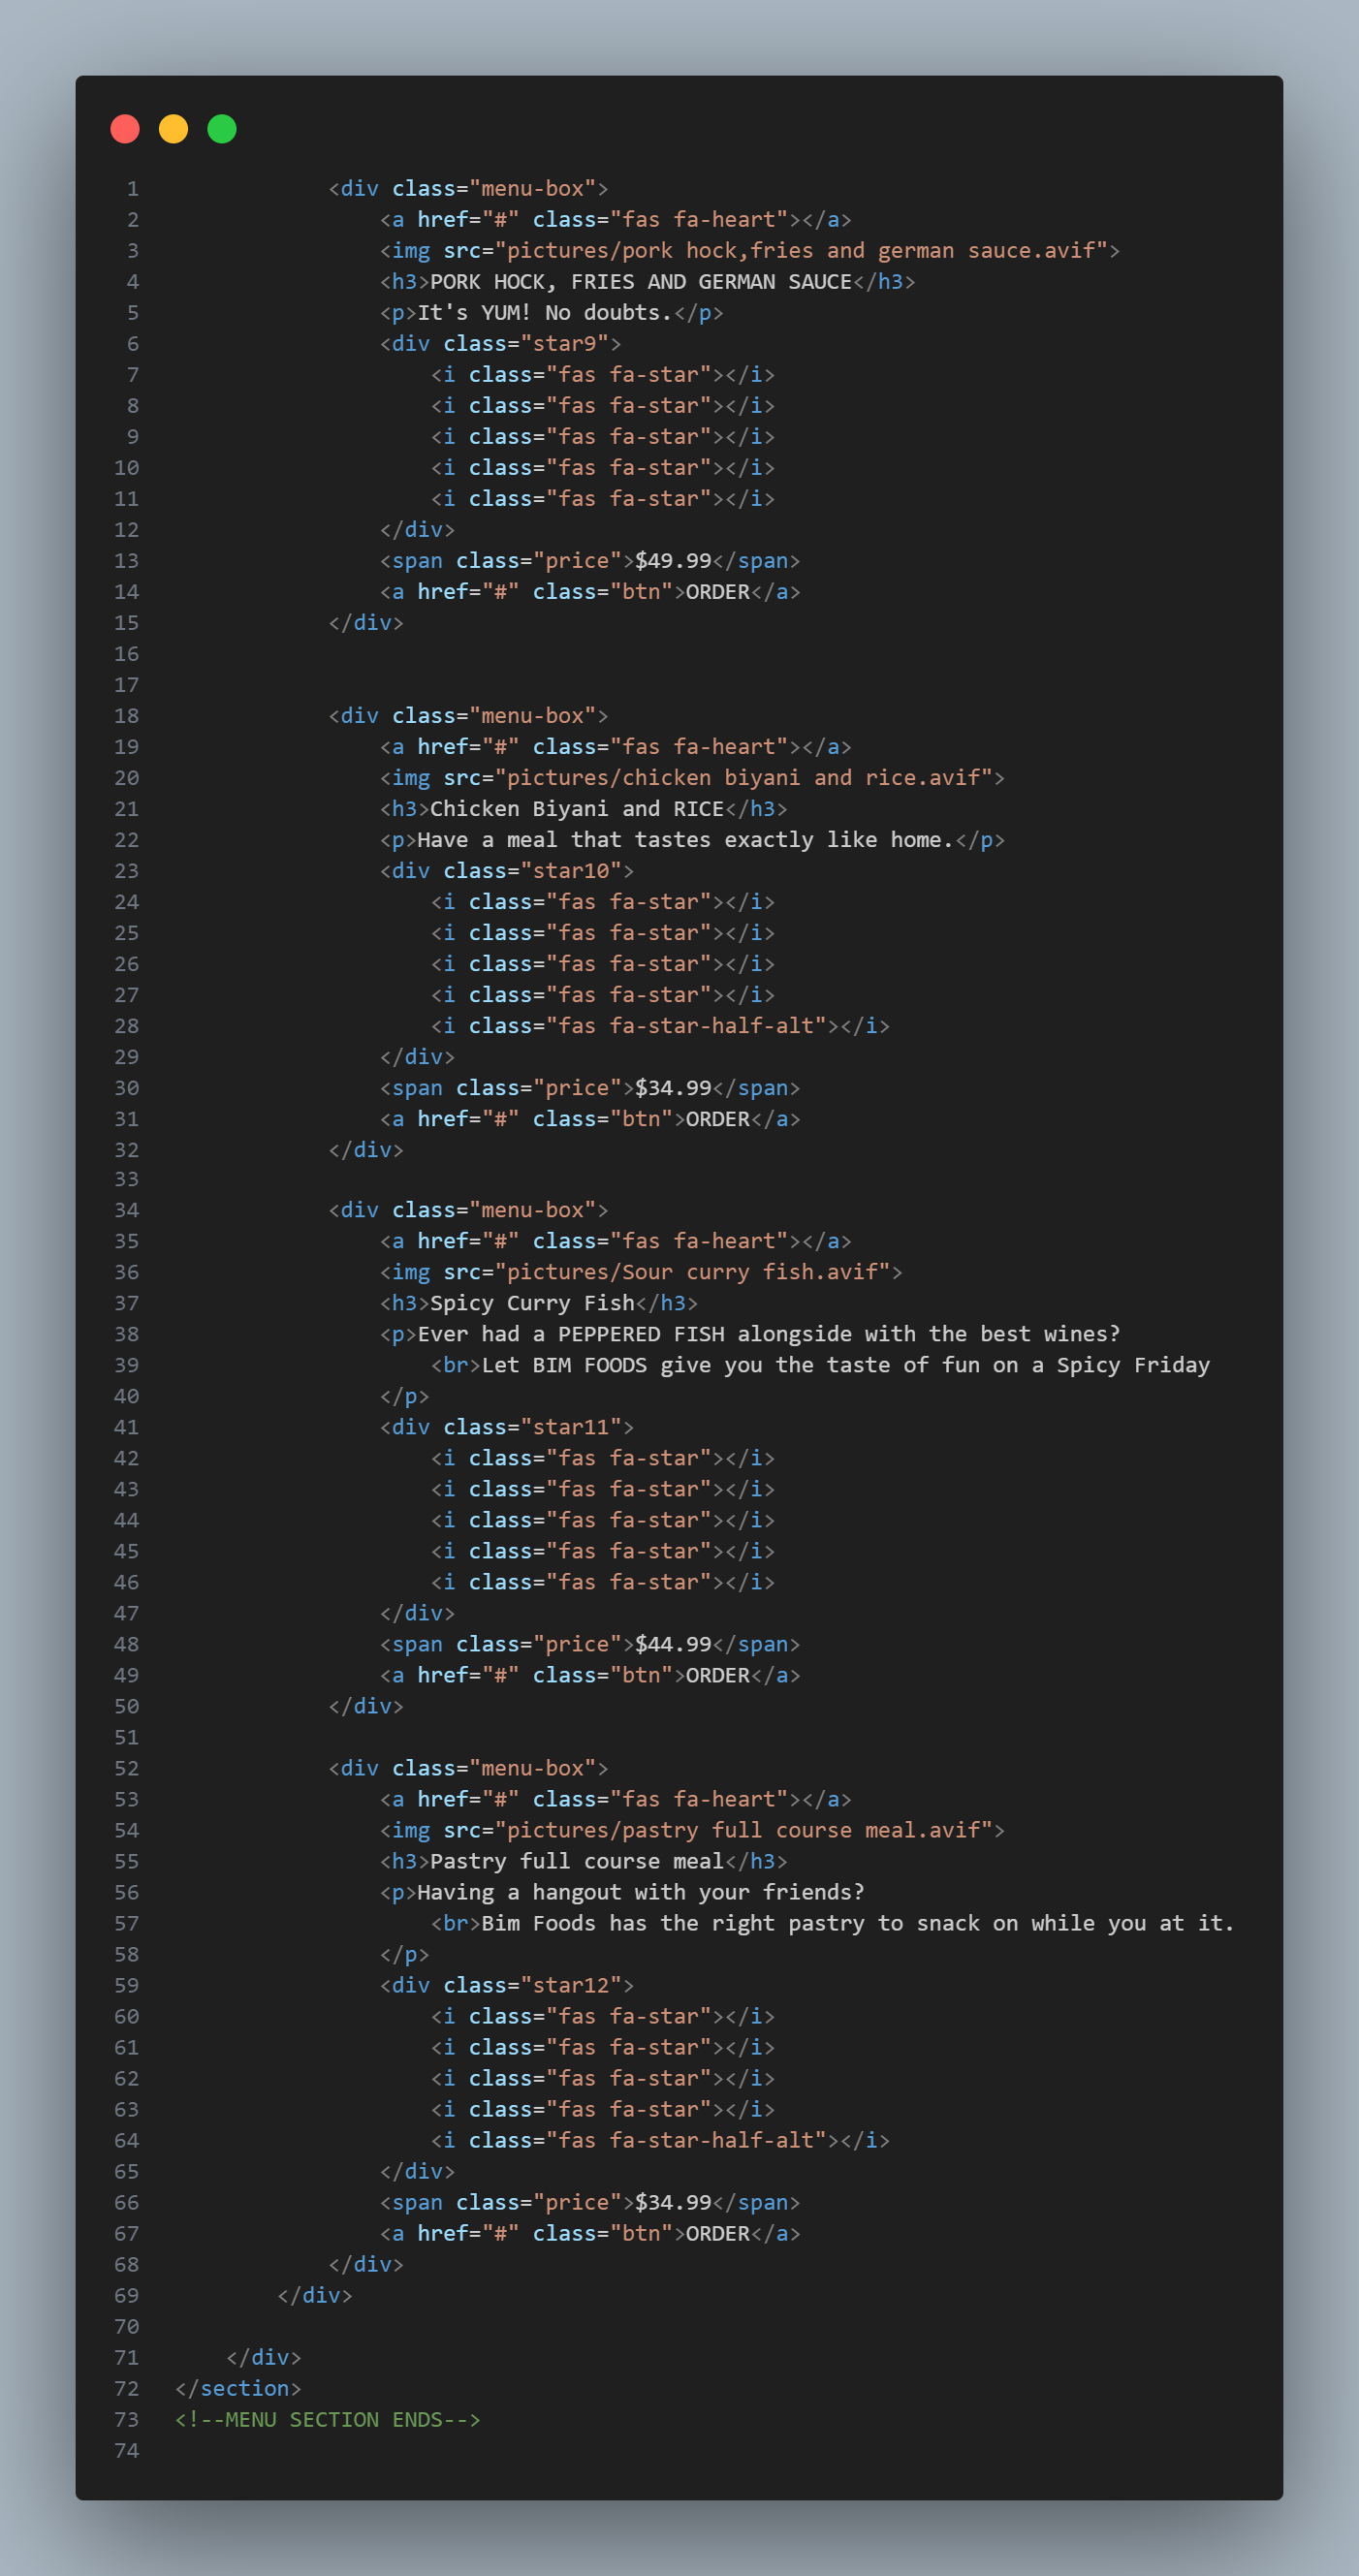 1              <div class="menu-box">
2                  <a href="#" class="fas fa-heart"></a>
3                  <img src="pictures/pork hock,fries and german sauce.avif">
4                  <h3>PORK HOCK, FRIES AND GERMAN SAUCE</h3>
5                  <p>It's YUM! No doubts.</p>
6                  <div class="star9">
7                      <i class="fas fa-star"></i>
8                      <i class="fas fa-star"></i>
9                      <i class="fas fa-star"></i>
10                     <i class="fas fa-star"></i>
11                     <i class="fas fa-star"></i>
12                 </div>
13                 <span class="price">$49.99</span>
14                 <a href="#" class="btn">ORDER</a>
15             </div>
16
17
18             <div class="menu-box">
19                 <a href="#" class="fas fa-heart"></a>
20                 <img src="pictures/chicken biyani and rice.avif">
21                 <h3>Chicken Biyani and RICE</h3>
22                 <p>Have a meal that tastes exactly like home.</p>
23                 <div class="star10">
24                     <i class="fas fa-star"></i>
25                     <i class="fas fa-star"></i>
26                     <i class="fas fa-star"></i>
27                     <i class="fas fa-star"></i>
28                     <i class="fas fa-star-half-alt"></i>
29                 </div>
30                 <span class="price">$34.99</span>
31                 <a href="#" class="btn">ORDER</a>
32             </div>
33
34             <div class="menu-box">
35                 <a href="#" class="fas fa-heart"></a>
36                 <img src="pictures/Sour curry fish.avif">
37                 <h3>Spicy Curry Fish</h3>
38                 <p>Ever had a PEPPERED FISH alongside with the best wines?
39                     <br>Let BIM FOODS give you the taste of fun on a Spicy Friday
40                 </p>
41                 <div class="star11">
42                     <i class="fas fa-star"></i>
43                     <i class="fas fa-star"></i>
44                     <i class="fas fa-star"></i>
45                     <i class="fas fa-star"></i>
46                     <i class="fas fa-star"></i>
47                 </div>
48                 <span class="price">$44.99</span>
49                 <a href="#" class="btn">ORDER</a>
50             </div>
51
52             <div class="menu-box">
53                 <a href="#" class="fas fa-heart"></a>
54                 <img src="pictures/pastry full course meal.avif">
55                 <h3>Pastry full course meal</h3>
56                 <p>Having a hangout with your friends?
57                     <br>Bim Foods has the right pastry to snack on while you at it.
58                 </p>
59                 <div class="star12">
60                     <i class="fas fa-star"></i>
61                     <i class="fas fa-star"></i>
62                     <i class="fas fa-star"></i>
63                     <i class="fas fa-star"></i>
64                     <i class="fas fa-star-half-alt"></i>
65                 </div>
66                 <span class="price">$34.99</span>
67                 <a href="#" class="btn">ORDER</a>
68             </div>
69         </div>
70
71     </div>
72 </section>
73 <!--MENU SECTION ENDS-->
74